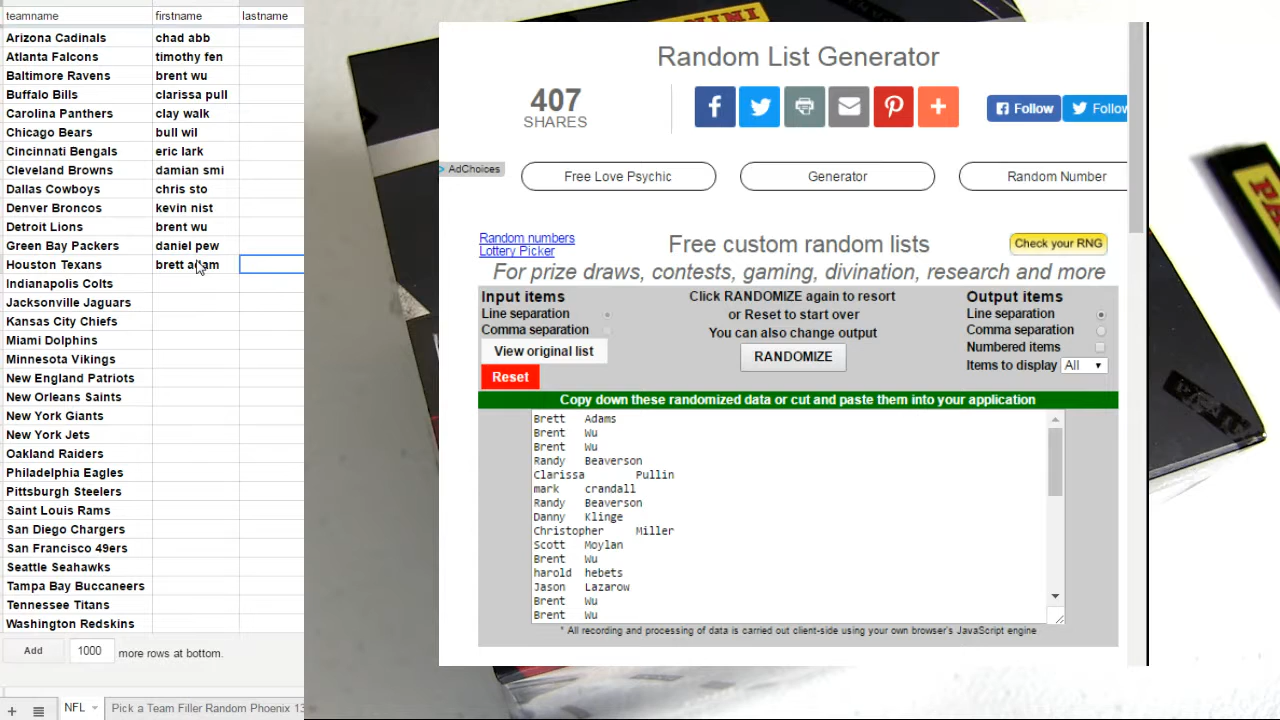 teamname firstname lastname
Arizona Cadinals chad abb
Atlanta Falcons timothy fen
Baltimore Ravens brent wu
Buffalo Bills clarissa pull
Carolina Panthers clay walk
Chicago Bears bull wil
Cincinnati Bengals eric lark
Cleveland Browns damian smi
Dallas Cowboys chris sto
Denver Broncos kevin nist
Detroit Lions brent wu
Green Bay Packers daniel pew
Houston Texans brett adam
Indianapolis Colts
Jacksonville Jaguars
Kansas City Chiefs
Miami Dolphins
Minnesota Vikings
New England Patriots
New Orleans Saints
New York Giants
New York Jets
Oakland Raiders
Philadelphia Eagles
Pittsburgh Steelers
Saint Louis Rams
San Diego Chargers
San Francisco 49ers
Seattle Seahawks
Tampa Bay Buccaneers
Tennessee Titans
Washington Redskins
Add 1000 more rows at bottom.
NFL Pick a Team Filler Random Phoenix 13
Random List Generator
407
SHARES
Follow Follow
AdChoices
Free Love Psychic Generator Random Number
Random numbers
Lottery Picker
Free custom random lists
Check your RNG
For prize draws, contests, gaming, divination, research and more
Input items
Line separation
Comma separation
View original list
Reset
Click RANDOMIZE again to resort
or Reset to start over
You can also change output
RANDOMIZE
Output items
Line separation
Comma separation
Numbered items
Items to display All
Copy down these randomized data or cut and paste them into your application
Brett Adams
Brent Wu
Brent Wu
Randy Beaverson
Clarissa Pullin
mark crandall
Randy Beaverson
Danny Klinge
Christopher Miller
Scott Moylan
Brent Wu
harold hebets
Jason Lazarow
Brent Wu
Brent Wu
* All recording and processing of data is carried out client-side using your own browser's JavaScript engine